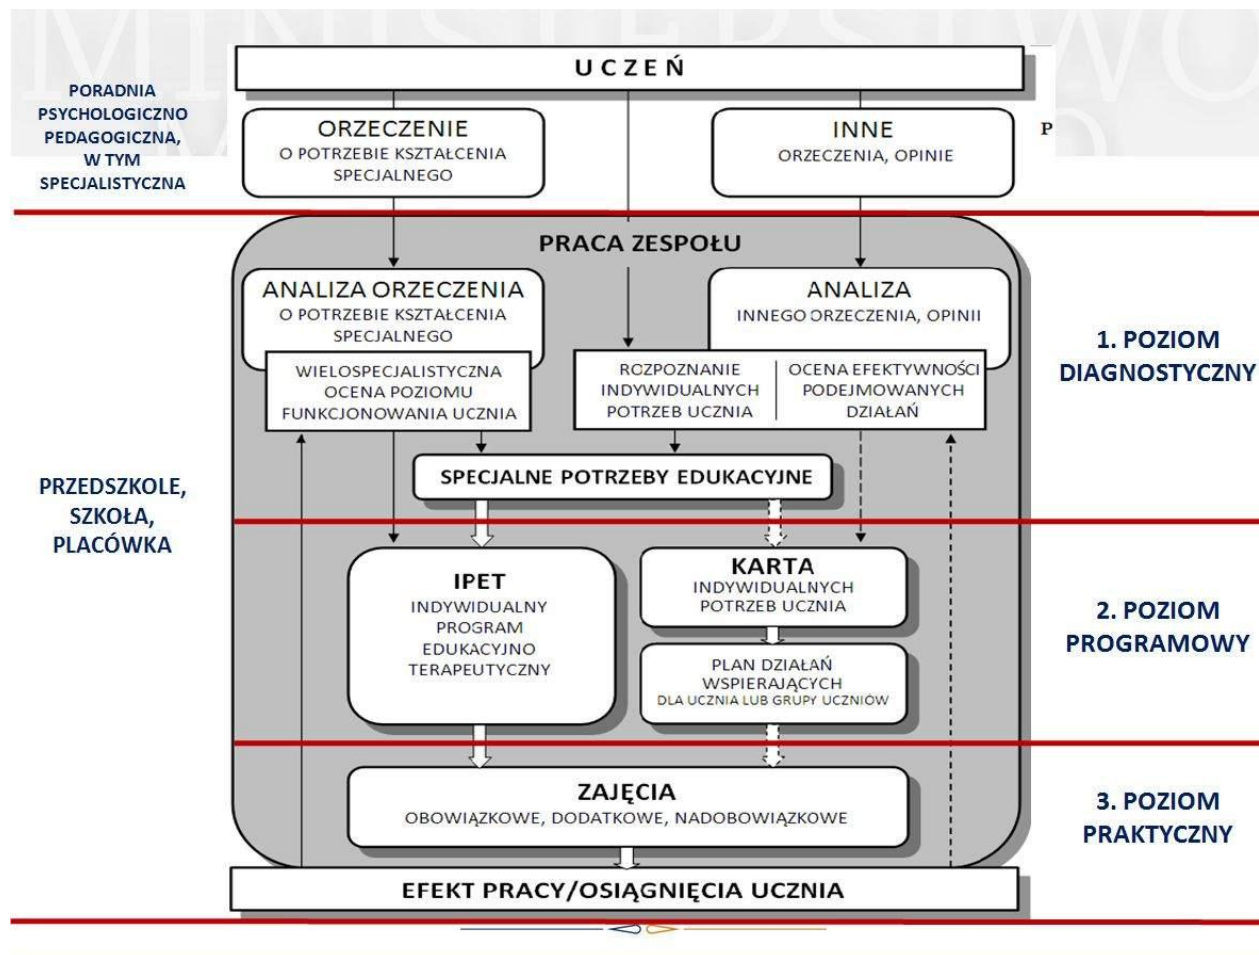 MINISTERSTWO
UCZEŃ
PORADNIA
PSYCHOLOGICZNO
PEDAGOGICZNA,
W TYM
SPECJALISTYCZNA
ORZECZENIE
O POTRZEBIE KSZTAŁCENIA
SPECJALNEGO
INNE
ORZECZENIA, OPINIE
P
PRACA ZESPOŁU
ANALIZA ORZECZENIA
O POTRZEBIE KSZTAŁCENIA
SPECJALNEGO
ANALIZA
INNEGO ORZECZENIA, OPINII
WIELOSPECJALISTYCZNA
OCENA POZIOMU
FUNKCJONOWANIA UCZNIA
ROZPOZNANIE
INDYWIDUALNYCH
POTRZEB UCZNIA
OCENA EFEKTYWNOŚCI
PODEJMOWANYCH
DZIAŁAŃ
1. POZIOM
DIAGNOSTYCZNY
SPECJALNE POTRZEBY EDUKACYJNE
PRZEDSZKOLE,
SZKOŁA,
PLACÓWKA
IPET
INDYWIDUALNY
PROGRAM
EDUKACYJNO
TERAPEUTYCZNY
KARTA
INDYWIDUALNYCH
POTRZEB UCZNIA
PLAN DZIAŁAŃ
WSPIERAJĄCYCH
DLA UCZNIA LUB GRUPY UCZNIÓW
2. POZIOM
PROGRAMOWY
ZAJĘCIA
OBOWIĄZKOWE, DODATKOWE, NADOBOWIĄZKOWE
3. POZIOM
PRAKTYCZNY
EFEKT PRACY/OSIĄGNIĘCIA UCZNIA